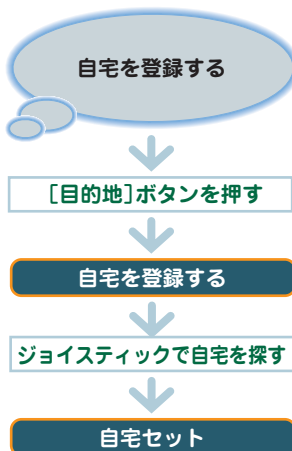 自宅を登録する
［目的地］ボタンを押す
自宅を登録する
ジョイスティックで自宅を探す
自宅セット